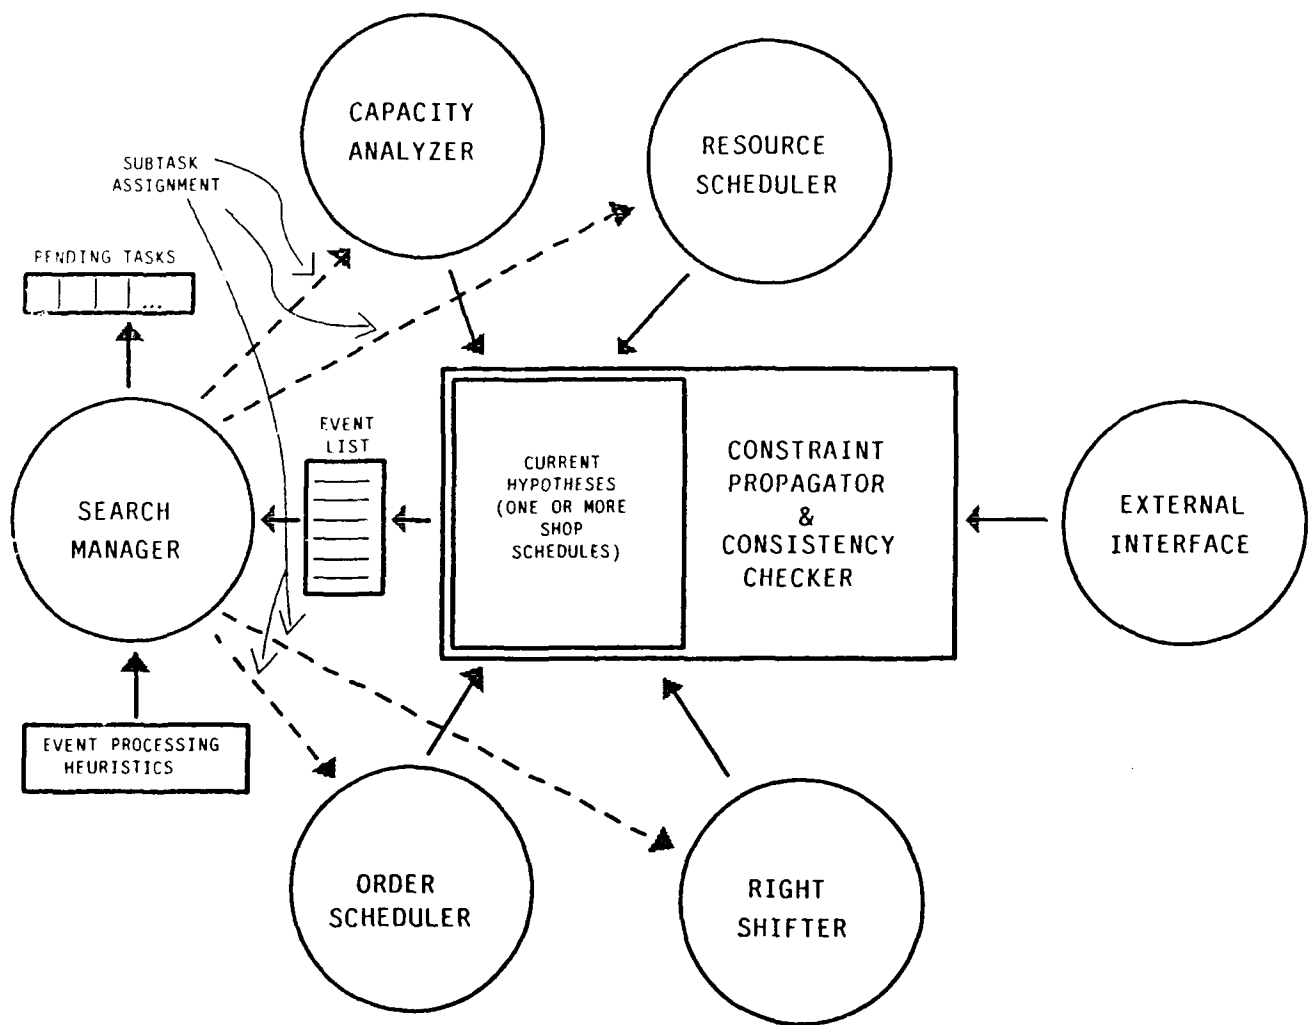 CAPACITY
ANALYZER
RESOURCE
SCHEDULER
SUBTASK
ASSIGNMENT
PENDING TASKS
...
EVENT
LIST
SEARCH
MANAGER
CURRENT
HYPOTHESES
(ONE OR MORE
SHOP
SCHEDULES)
CONSTRAINT
PROPAGATOR
&
CONSISTENCY
CHECKER
EXTERNAL
INTERFACE
EVENT PROCESSING
HEURISTICS
ORDER
SCHEDULER
RIGHT
SHIFTER